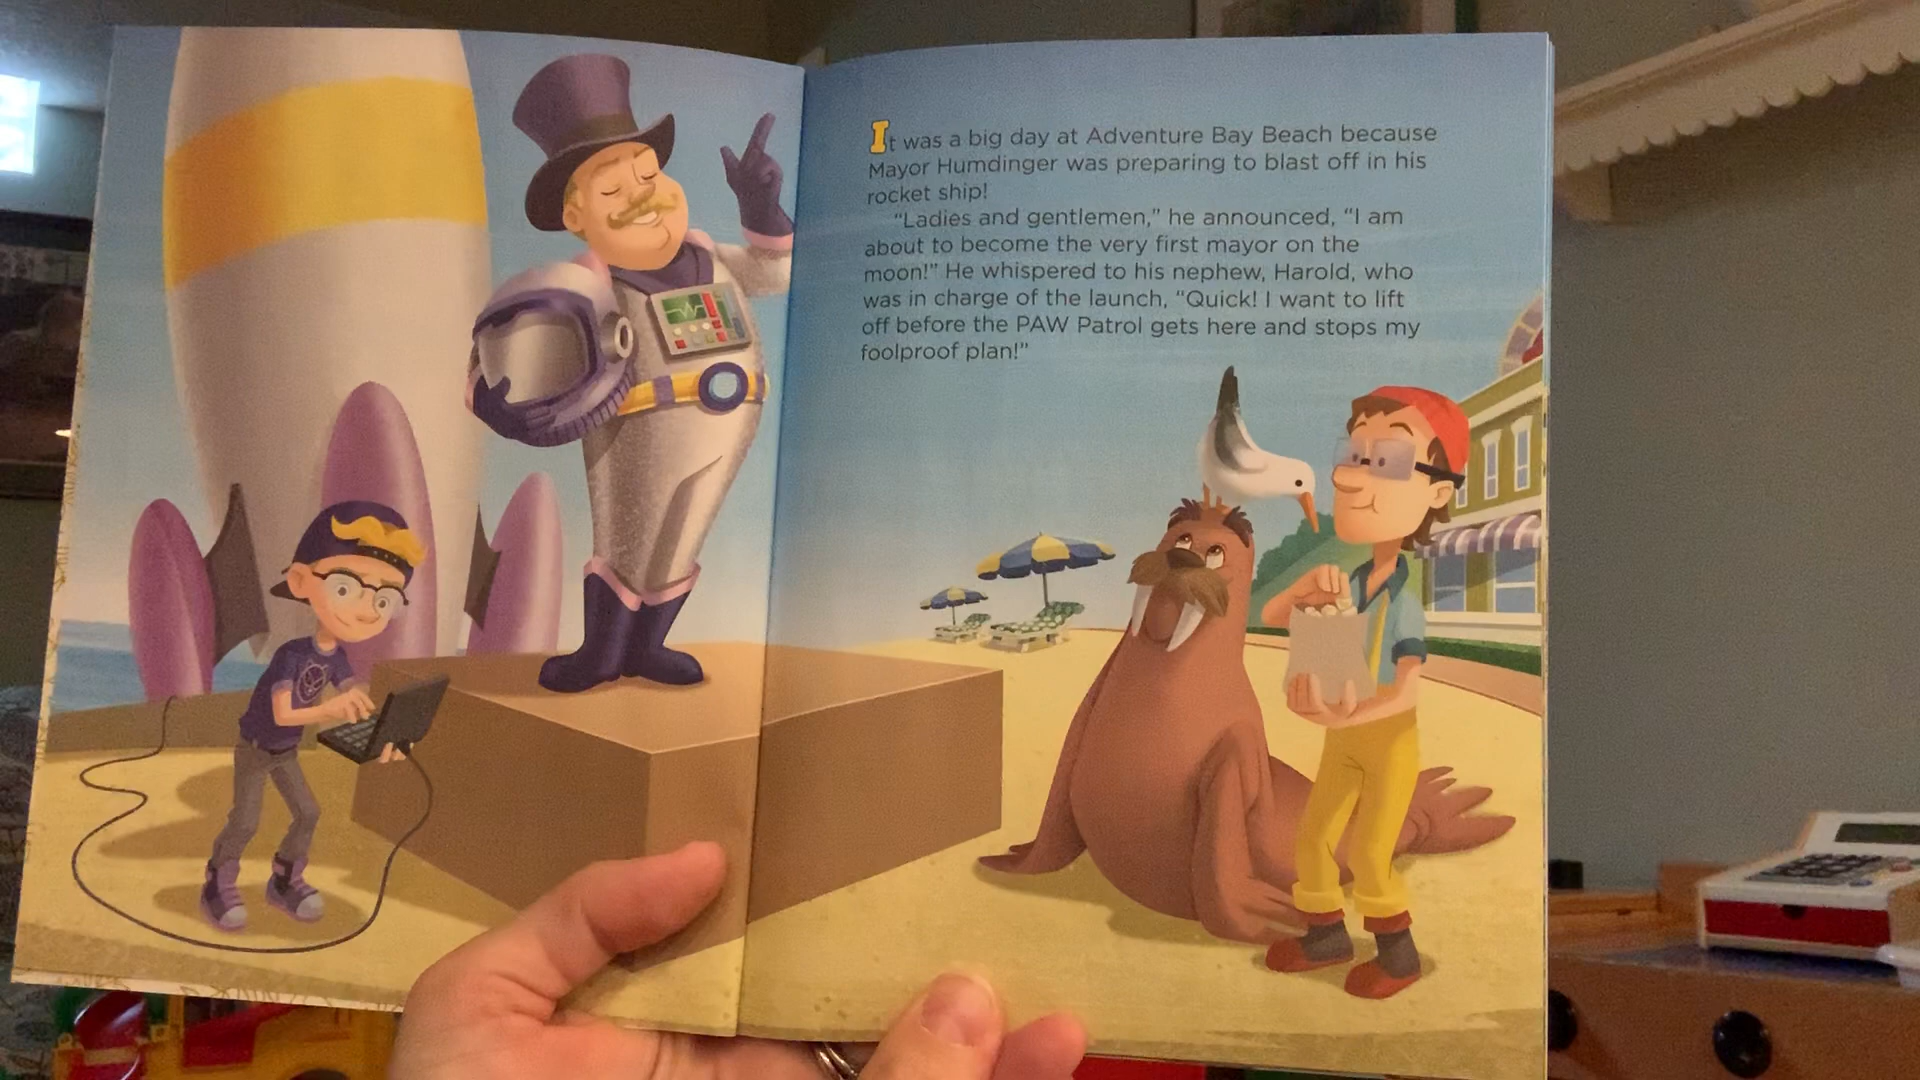 It was a big day at Adventure Bay Beach because
Mayor Humdinger was preparing to blast off in his
rocket ship!
“Ladies and gentlemen,” he announced, “I am
about to become the very first mayor on the
moon!” He whispered to his nephew, Harold, who
was in charge of the launch, “Quick! I want to lift
off before the PAW Patrol gets here and stops my
foolproof plan!”